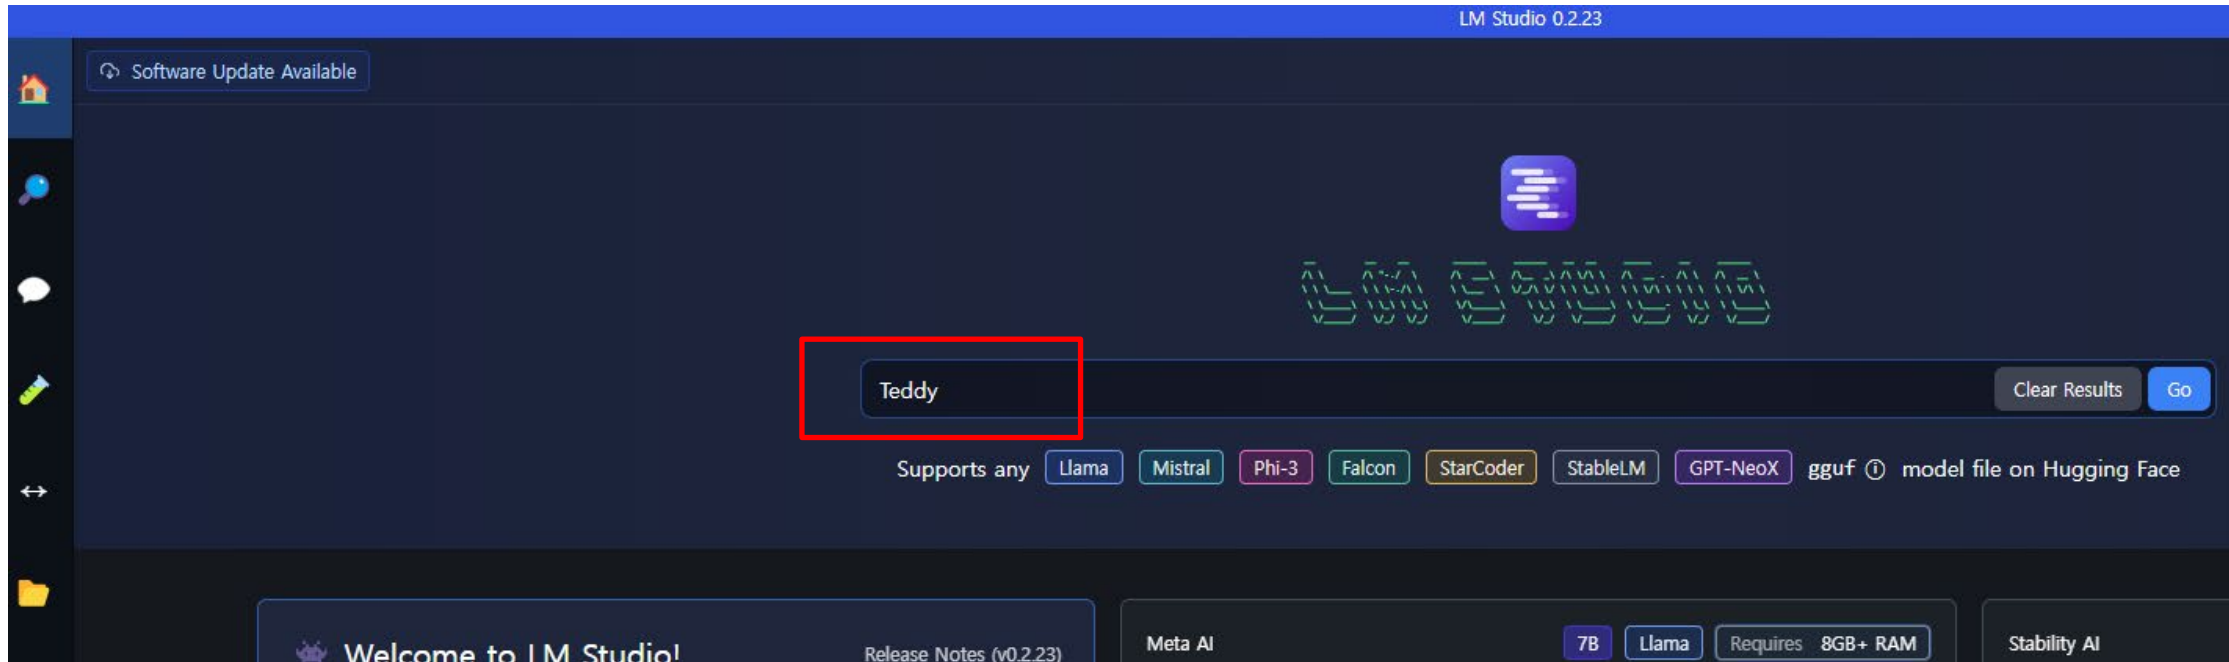 LM Studio 0.2.23
Software Update Available
LM STUDIO
Teddy
Clear Results
Go
Supports any Llama Mistral Phi-3 Falcon StarCoder StableLM GPT-NeoX gguf model file on Hugging Face
Welcome to LM Studio!
Release Notes (v0.2.23)
Meta AI
7B
Llama
Requires 8GB+ RAM
Stability AI